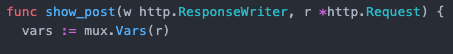 func show_post(w http.ResponseWriter, r *http.Request) {
  vars := mux.Vars(r)